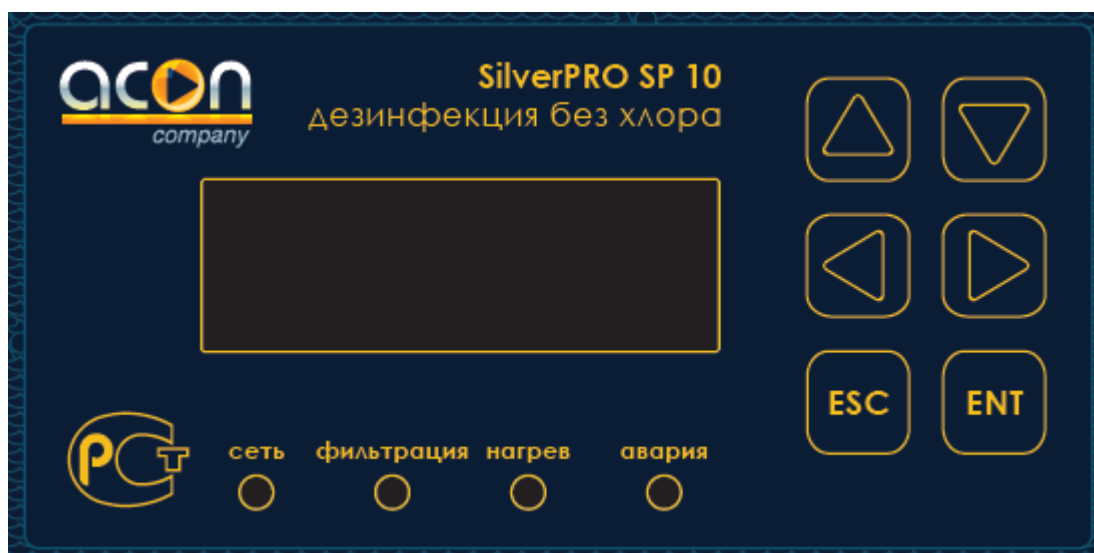 acon
company
SilverPRO SP 10
дезинфекция без хлора
ESC
ENT
РСт
сеть
фильтрация
нагрев
авария